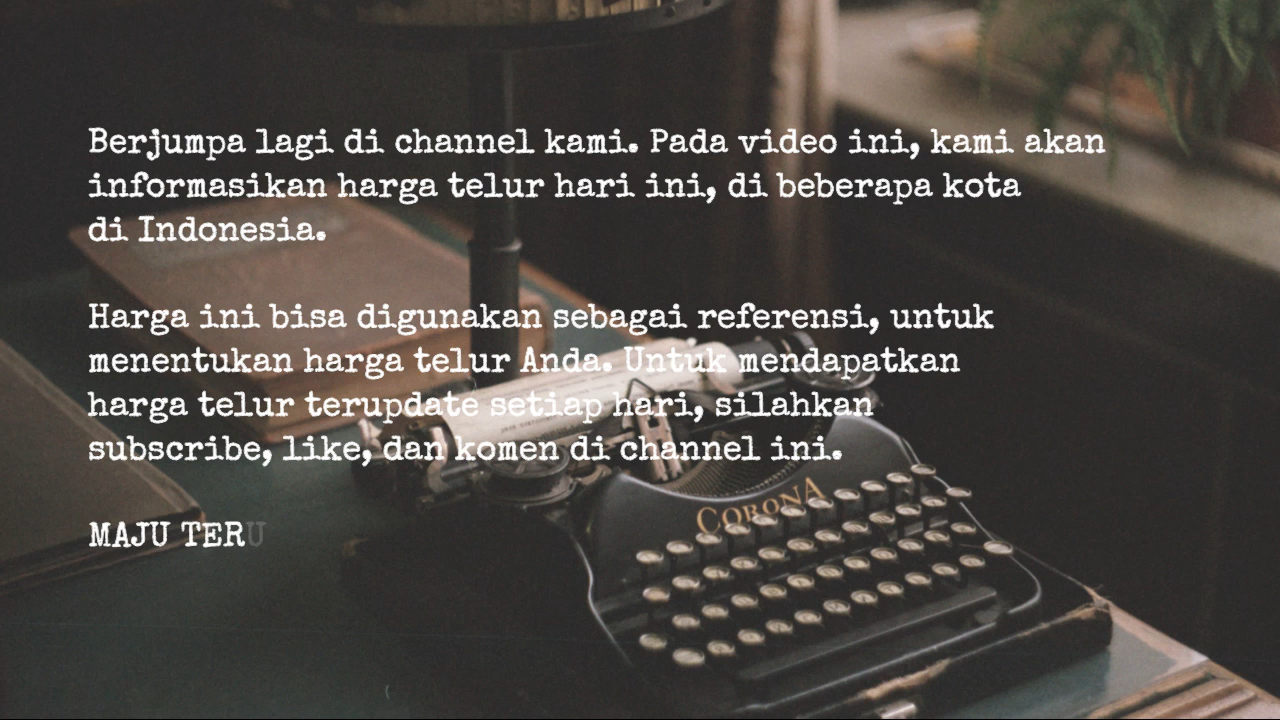 Berjumpa lagi di channel kami. Pada video ini, kami akan
informasikan harga telur hari ini, di beberapa kota
di Indonesia.
Harga ini bisa digunakan sebagai referensi, untuk
menentukan harga telur Anda. Untuk mendapatkan
harga telur terupdate setiap hari, silahkan
subscribe, like, dan komen di channel ini.
MAJU TERU
CORONA